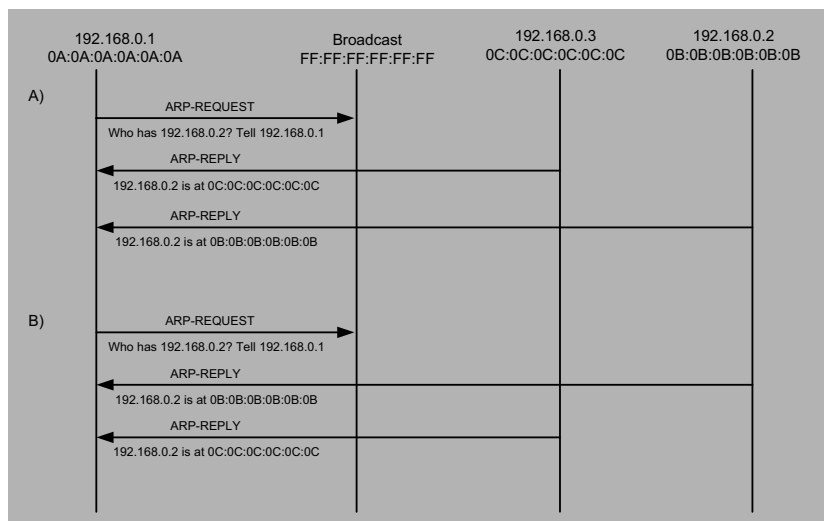 192.168.0.1
0A:0A:0A:0A:0A:0A
Broadcast
FF:FF:FF:FF:FF:FF
192.168.0.3
0C:0C:0C:0C:0C:0C
192.168.0.2
0B:0B:0B:0B:0B:0B
A)
ARP-REQUEST
Who has 192.168.0.2? Tell 192.168.0.1
ARP-REPLY
192.168.0.2 is at 0C:0C:0C:0C:0C:0C
ARP-REPLY
192.168.0.2 is at 0B:0B:0B:0B:0B:0B
B)
ARP-REQUEST
Who has 192.168.0.2? Tell 192.168.0.1
ARP-REPLY
192.168.0.2 is at 0B:0B:0B:0B:0B:0B
ARP-REPLY
192.168.0.2 is at 0C:0C:0C:0C:0C:0C